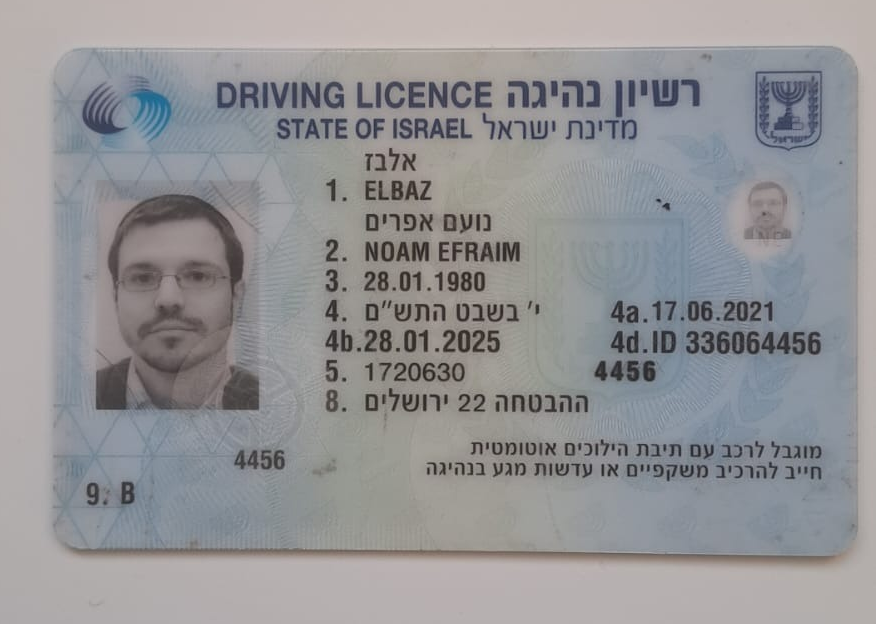 DRIVING LICENCE רשיון נהיגה
STATE OF ISRAEL מדינת ישראל
אלבז
1. ELBAZ
נועם אפרים
2. NOAM EFRAIM
3. 28.01.1980
4. י' בשבט התש"ם 4a.17.06.2021
4b.28.01.2025 4d.ID 336064456
5. 1720630 4456
8. ההבטחה 22 ירושלים
4456
מוגבל לרכב עם תיבת הילוכים אוטומטית
חייב להרכיב משקפיים או עדשות מגע בנהיגה
9. B